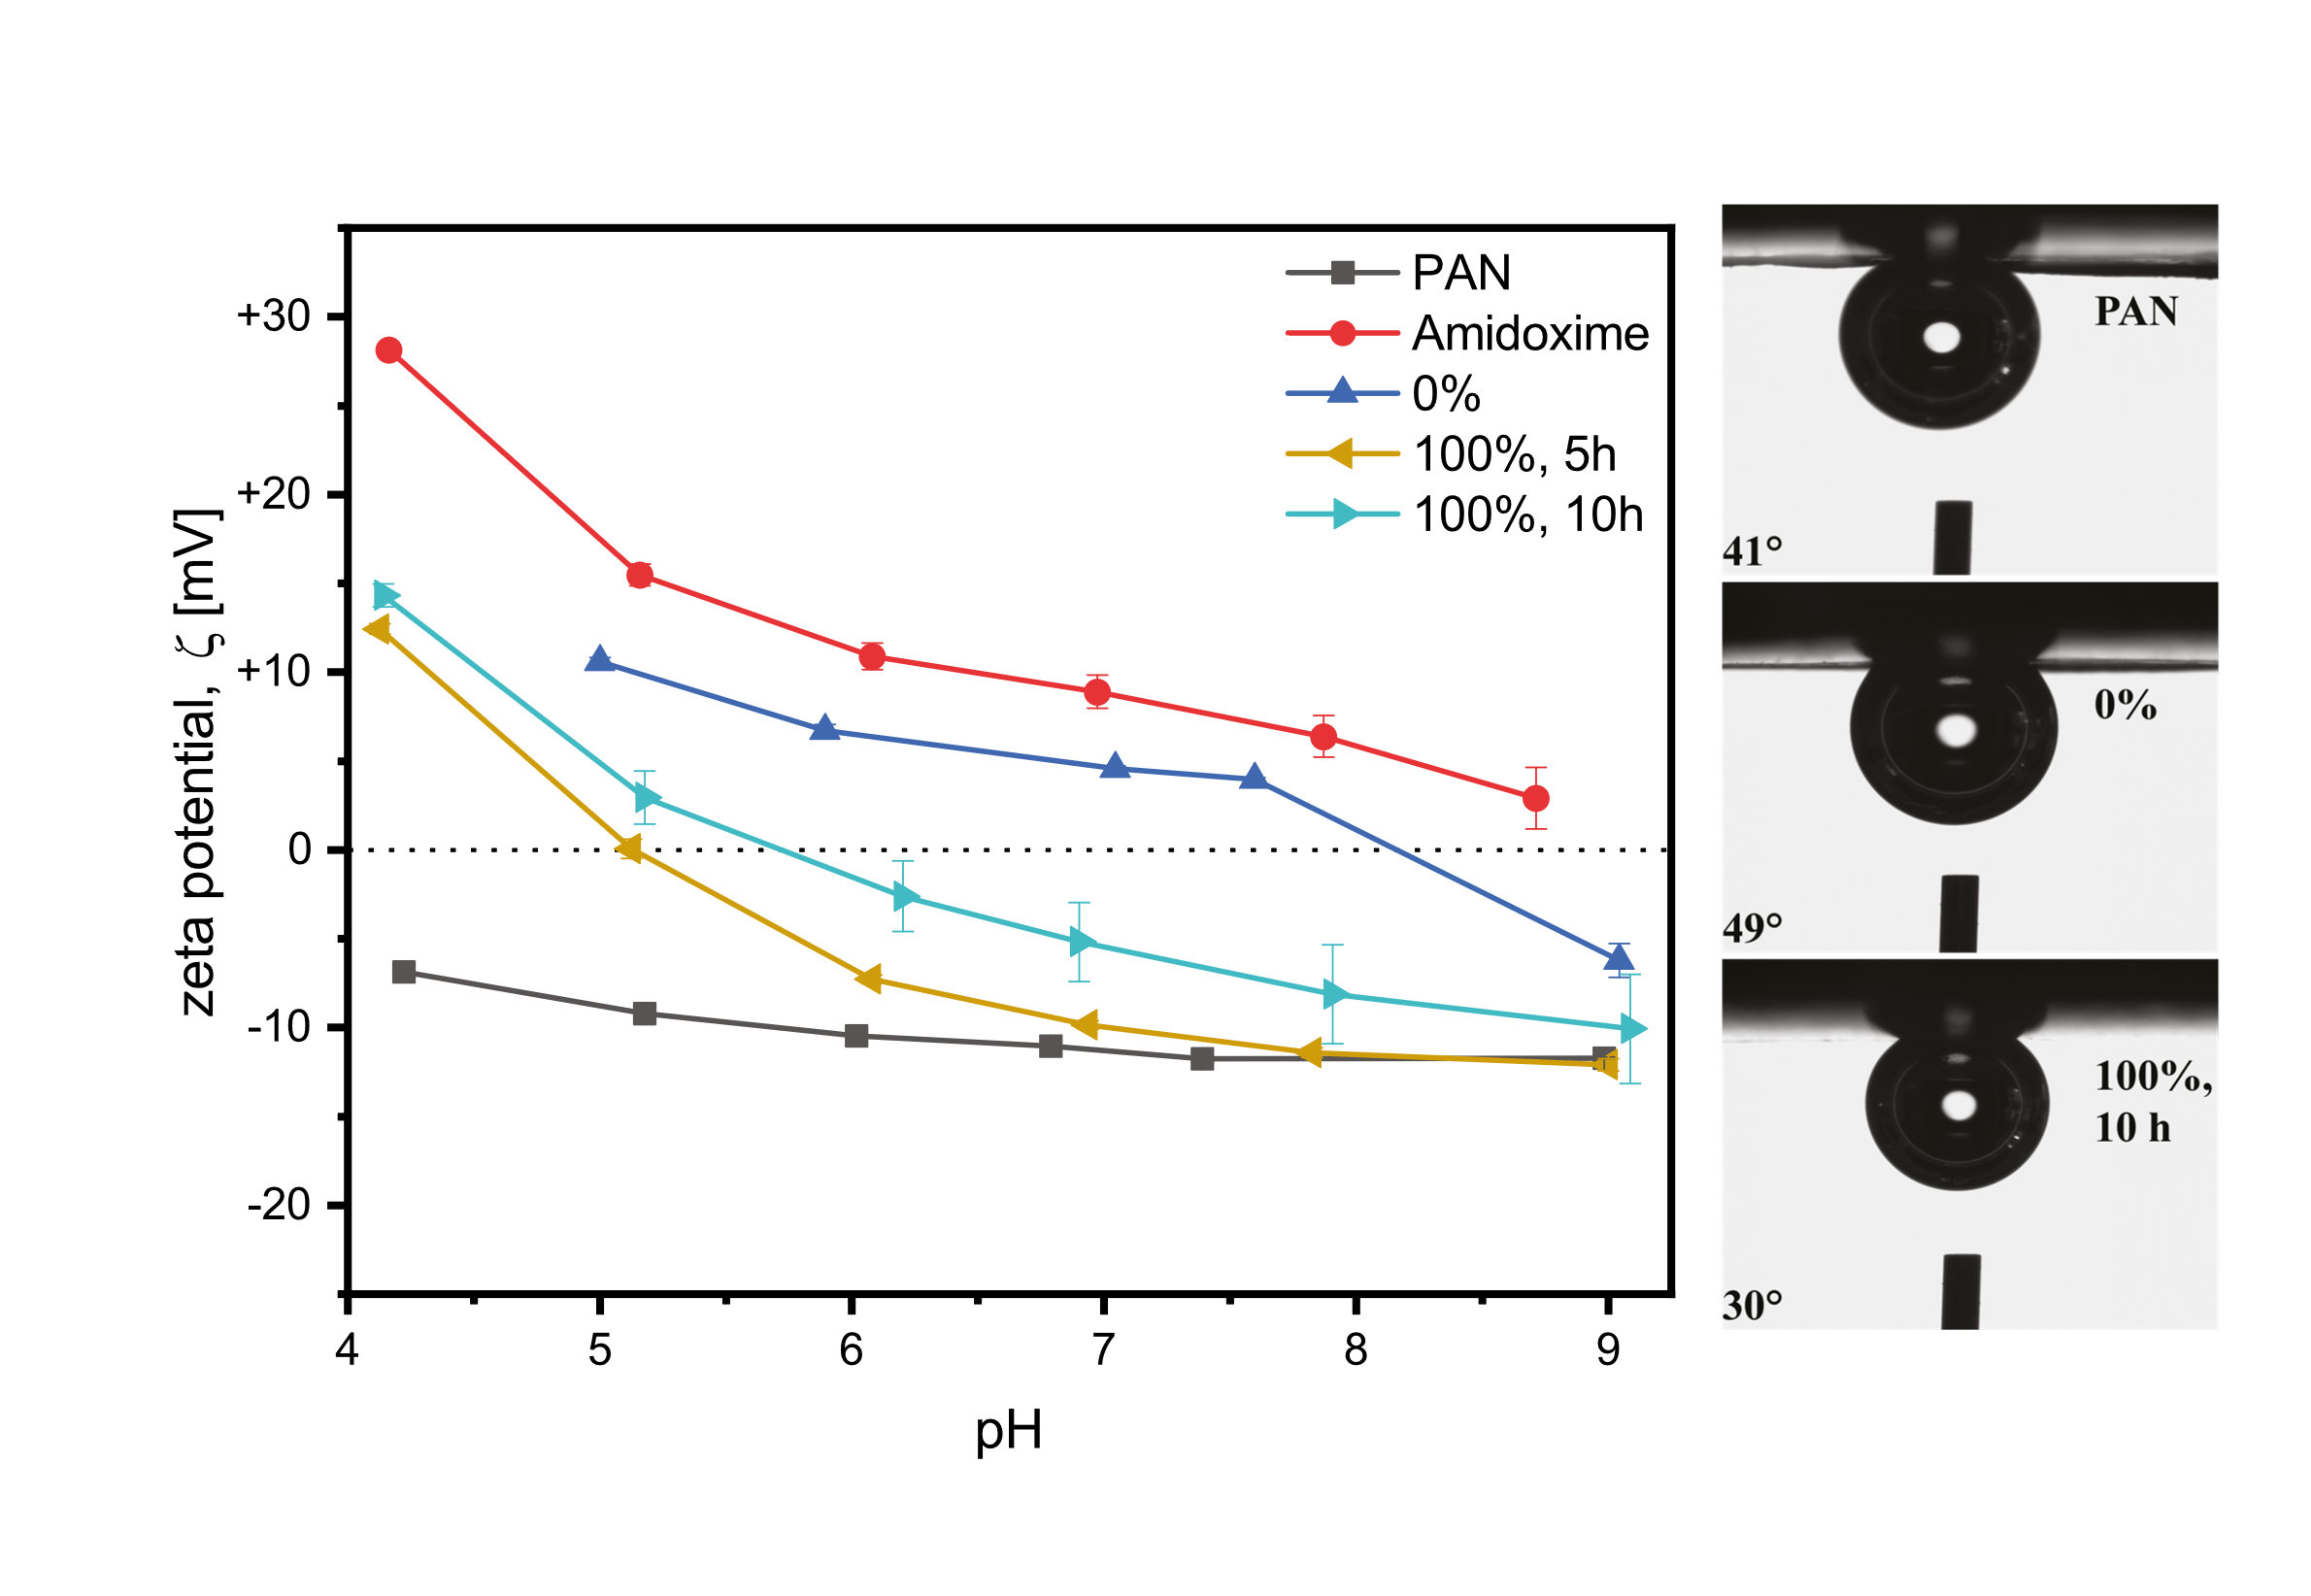 zeta potential, ζ [mV]
+30
+20
+10
0
-10
-20
4 5 6 7 8 9
pH
PAN
Amidoxime
0%
100%, 5h
100%, 10h
PAN
41°
0%
49°
100%,
10 h
30°